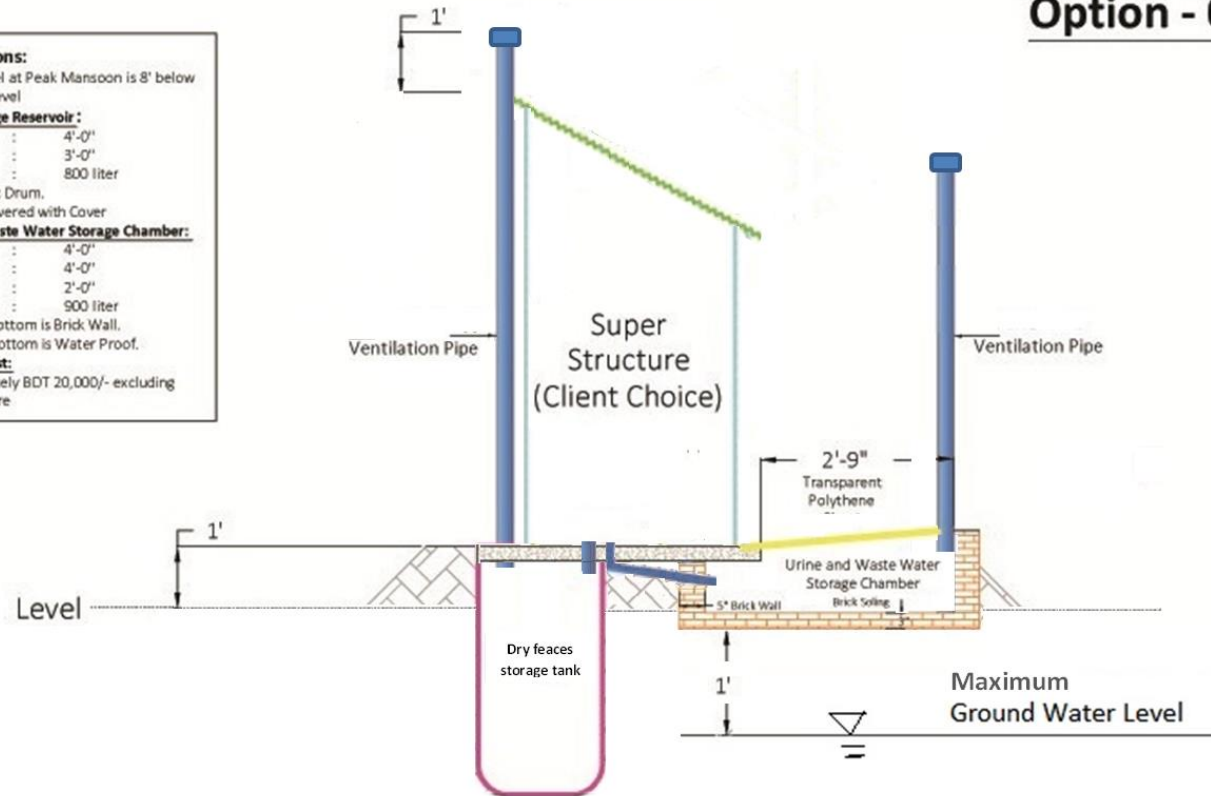 Option -
ons:
l at Peak Mansoon is 8' below
vel
ge Reservoir :
: 4'-0"
: 3'-0"
: 800 liter
: Drum.
vered with Cover
ste Water Storage Chamber:
: 4'-0"
: 4'-0"
: 2'-0"
: 900 liter
ottom is Brick Wall.
ottom is Water Proof.
st:
ely BDT 20,000/- excluding
re
1'
Super
Structure
(Client Choice)
Ventilation Pipe
Ventilation Pipe
2'-9"
Transparent
Polythene
1'
Level
Urine and Waste Water
Storage Chamber
Brick Soling
5" Brick Wall
Dry feaces
storage tank
1'
Maximum
Ground Water Level